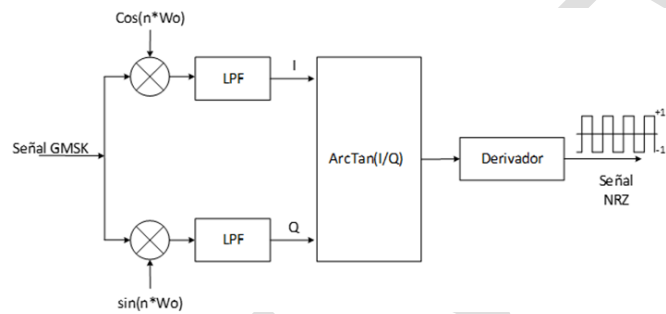 Cos(n*Wo)
LPF
I
Señal GMSK
ArcTan(I/Q)
Derivador
+1
-1
Señal
NRZ
LPF
Q
sin(n*Wo)